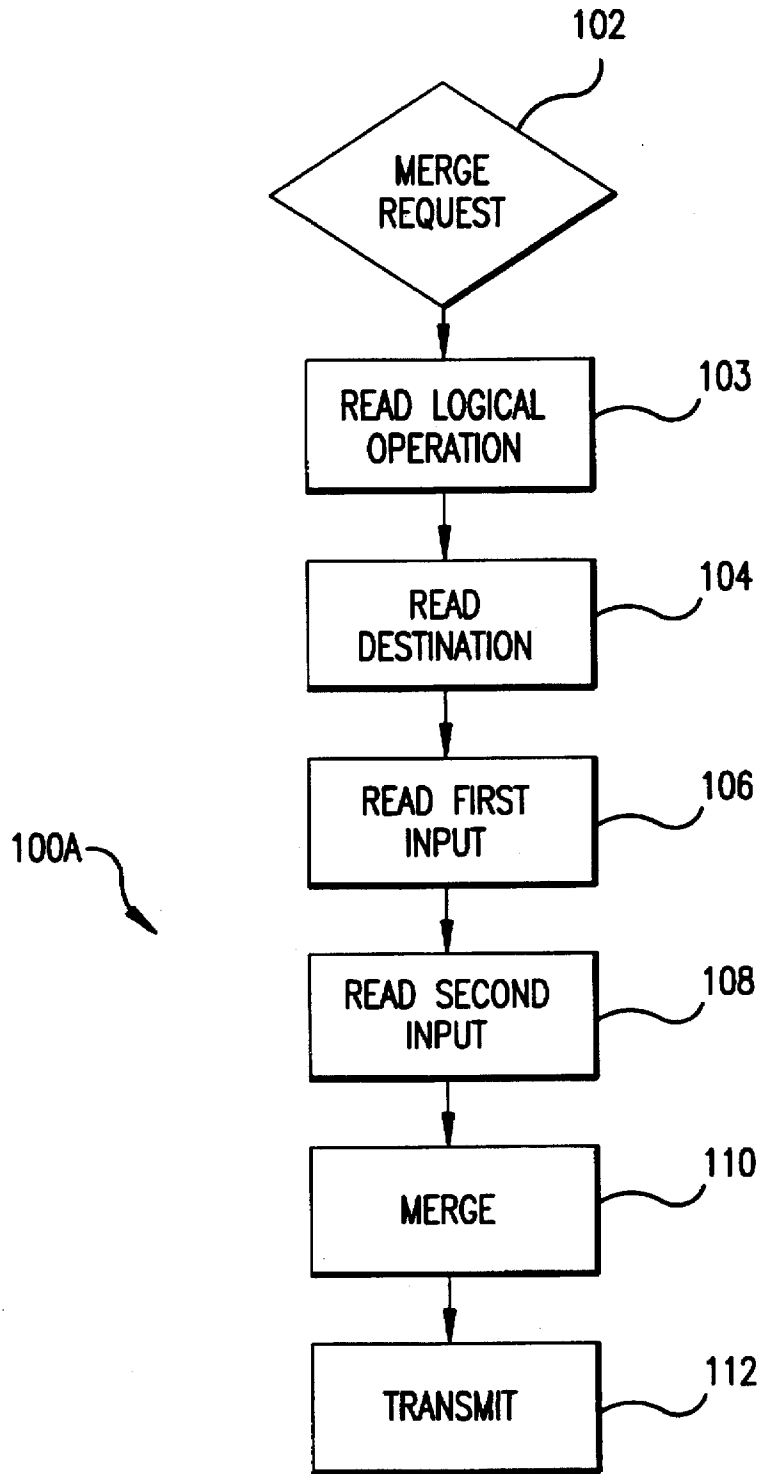 102
MERGE
REQUEST
103
READ LOGICAL
OPERATION
104
READ
DESTINATION
106
READ FIRST
INPUT
100A
108
READ SECOND
INPUT
110
MERGE
112
TRANSMIT